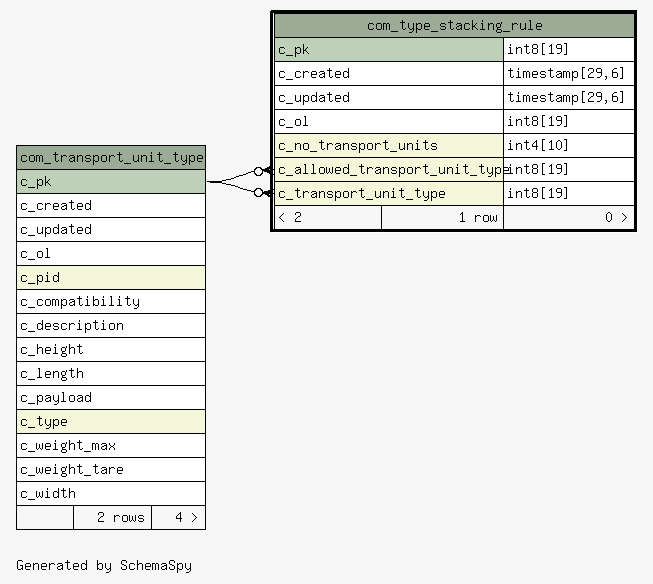 com_type_stacking_rule
c_pk int8[19]
c_created timestamp[29,6]
c_updated timestamp[29,6]
c_ol int8[19]
c_no_transport_units int4[10]
c_allowed_transport_unit_type int8[19]
c_transport_unit_type int8[19]
< 2 1 row 0 >
com_transport_unit_type
c_pk
c_created
c_updated
c_ol
c_pid
c_compatibility
c_description
c_height
c_length
c_payload
c_type
c_weight_max
c_weight_tare
c_width
2 rows 4 >
Generated by SchemaSpy